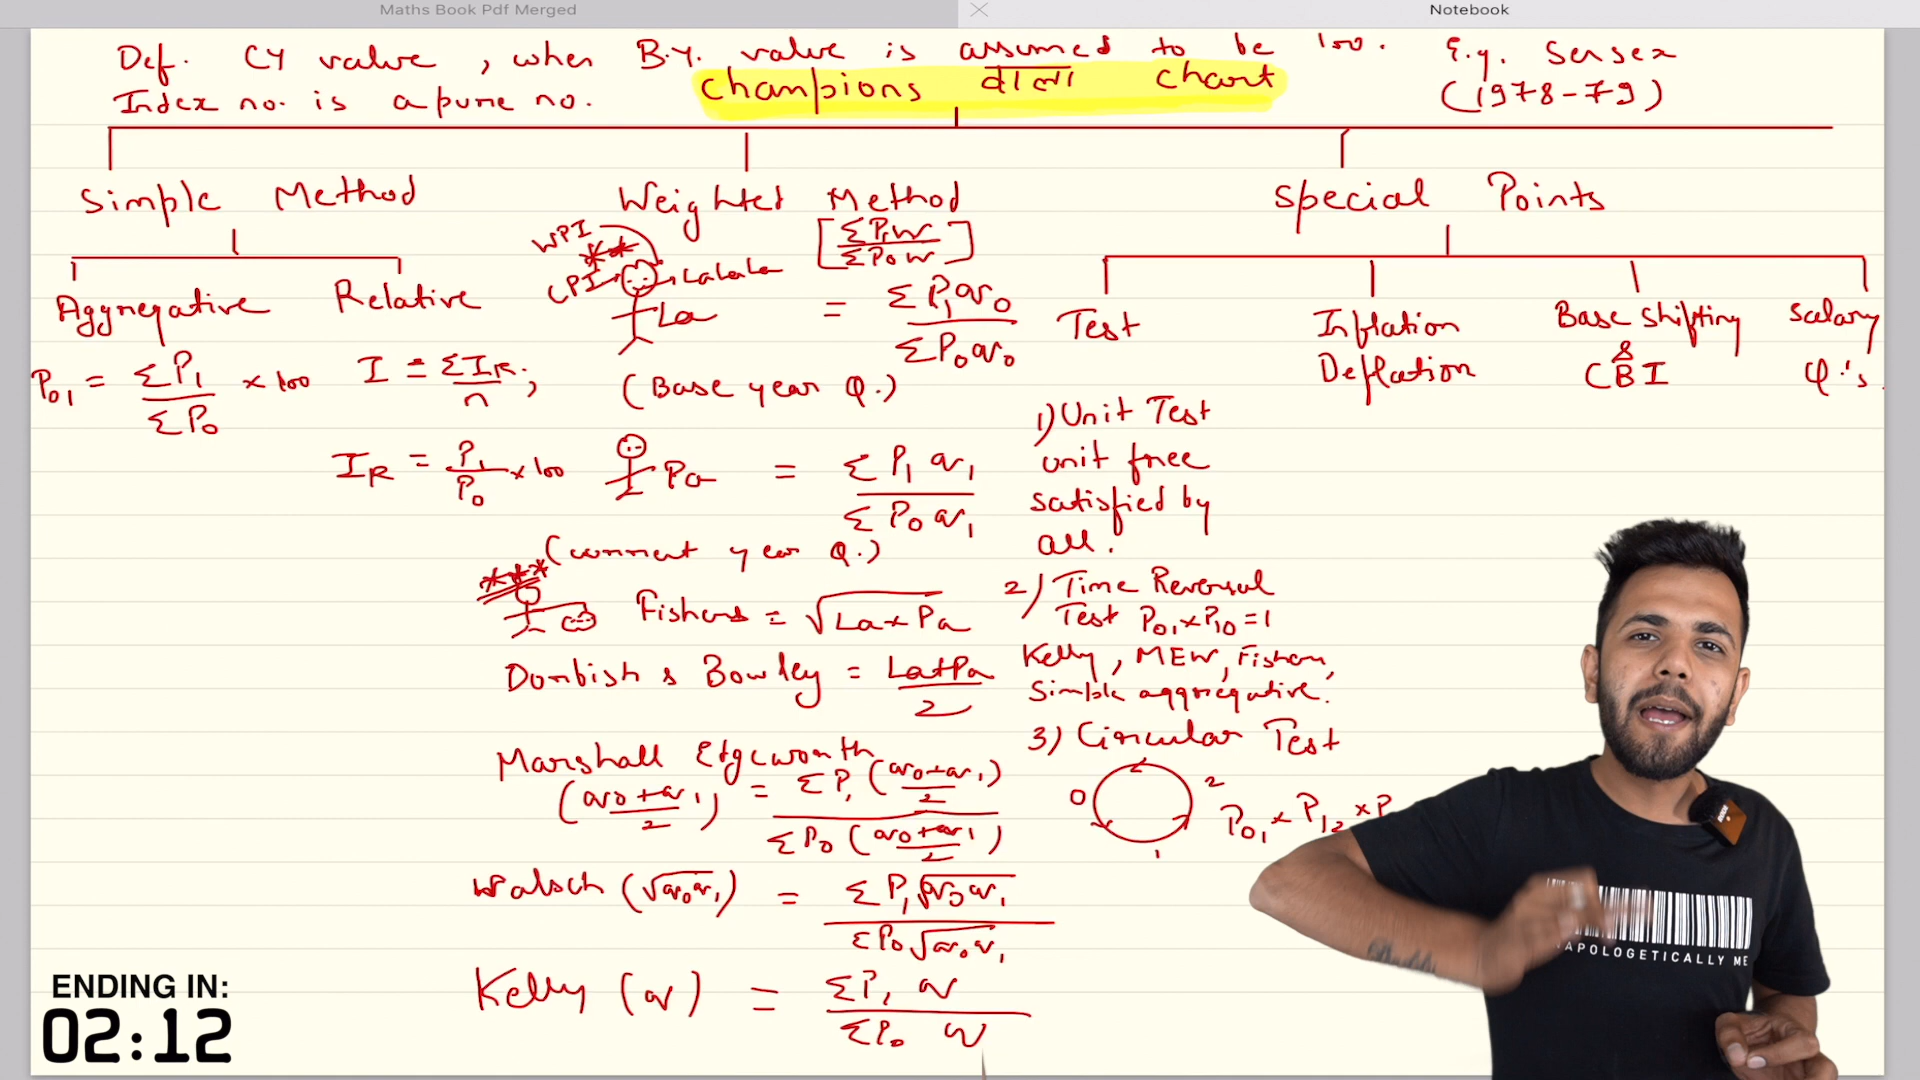 Maths Book Pdf Merged
Notebook
Def. CY value, when B.Y. value is assumed to be 100. E.g. Sensex
Index no. is a pure no.
(1978-79)
Champions वाला Chart
Simple Method
Weighted Method
Special Points
Aggregative
Relative
P₀₁ = ΣP₁/ΣP₀ × 100
I = ΣI_R/n;
I_R = P₁/P₀ × 100
WPI
**
CPI
Lalala
[ΣP₁W/ΣP₀W]
La = ΣP₁q₀/ΣP₀q₀
(Base year Q.)
Pa = ΣP₁q₁/ΣP₀q₁
(current year Q.)
***
Fishers = √La×Pa
Dorbish & Bowley = La+Pa/2
Marshall Edgeworth
(q₀+q₁/2) = ΣP₁(q₀+q₁/2)/ΣP₀(q₀+q₁/2)
Walsch (√q₀q₁) = ΣP₁√q₀q₁/ΣP₀√q₀q₁
Kelly (q) = ΣP₁ q/ΣP₀ q
Test
Inflation
Deflation
Base shifting
&
CBI
Salary
Q's.
1) Unit Test
unit free
satisfied by
all.
2) Time Reversal
Test P₀₁×P₁₀=1
Kelly, MEW, Fisher,
Simple aggregative.
3) Circular Test
0
2
1
P₀₁ × P₁₂ × P
APOLOGETICALLY ME
ENDING IN:
02:12